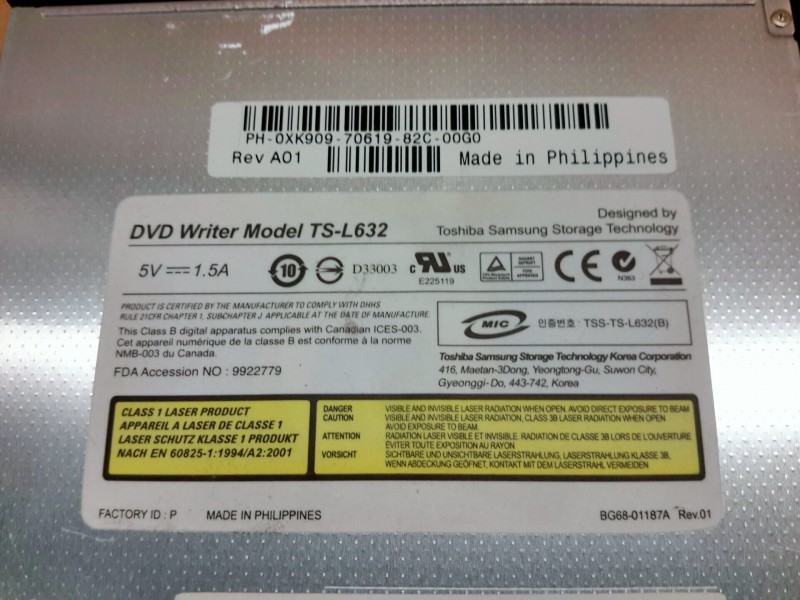 PH-0XK909-70619-82C-00G0
Rev A01 Made in Philippines
DVD Writer Model TS-L632
Designed by
Toshiba Samsung Storage Technology
5V 1.5A
10
D33003
c UR US
E225119
CE
N363
PRODUCT IS CERTIFIED BY THE MANUFACTURER TO COMPLY WITH DHHS
RULE 21CFR CHAPTER 1, SUBCHAPTER J APPLICABLE AT THE DATE OF MANUFACTURE
This Class B digital apparatus complies with Canadian ICES-003.
Cet appareil numérique de la classe B est conforme à la norme
NMB-003 du Canada.
FDA Accession NO : 9922779
MIC 인증번호 : TSS-TS-L632(B)
Toshiba Samsung Storage Technology Korea Corporation
416, Maetan-3Dong, Yeongtong-Gu, Suwon City,
Gyeonggi-Do, 443-742, Korea
CLASS 1 LASER PRODUCT
APPAREIL A LASER DE CLASSE 1
LASER SCHUTZ KLASSE 1 PRODUKT
NACH EN 60825-1:1994/A2:2001
DANGER VISIBLE AND INVISIBLE LASER RADIATION WHEN OPEN. AVOID DIRECT EXPOSURE TO BEAM
CAUTION VISIBLE AND INVISIBLE LASER RADIATION, CLASS 3B LASER RADIATION WHEN OPEN
AVOID EXPOSURE TO BEAM
ATTENTION RADIATION LASER VISIBLE ET INVISIBLE. RADIATION DE CLASSE 3B LORS DE L'OUVERTURE
ÉVITER TOUTE EXPOSITION AU RAYON
VORSICHT SICHTBARE UND UNSICHTBARE LASERSTRAHLUNG, LASERSTRAHLUNG KLASSE 3B,
WENN ABDECKUNG GEÖFFNET, KONTAKT MIT DEM LASERSTRAHL VERMEIDEN
FACTORY ID : P MADE IN PHILIPPINES
BG68-01187A Rev.01